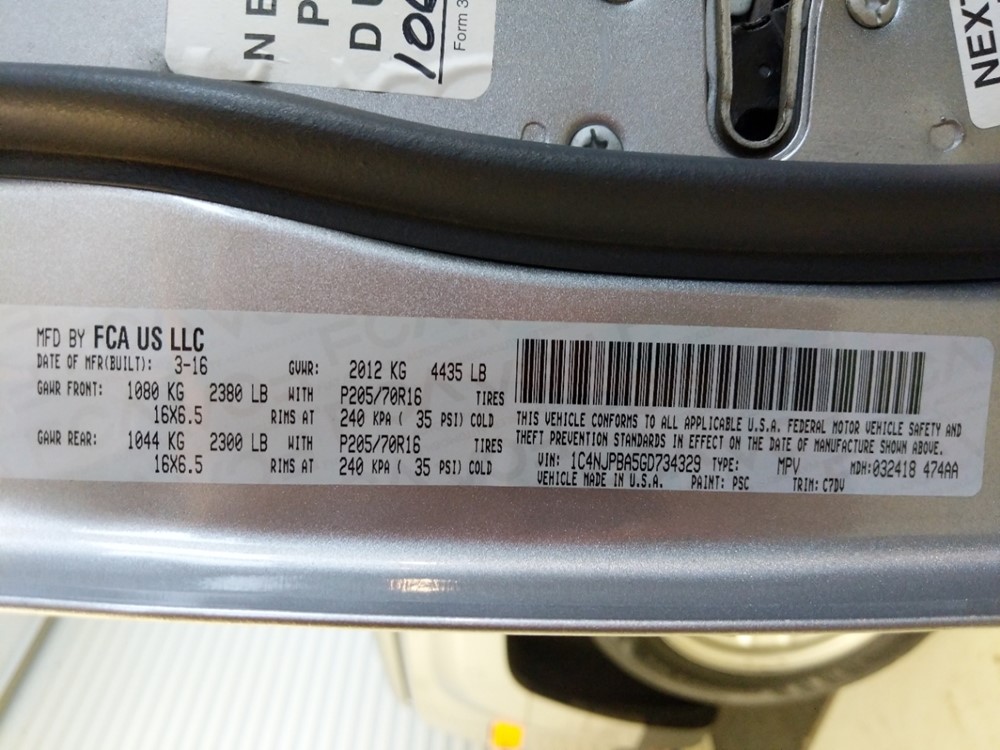 NE
P
DU
Form 3
NEXT
MFD BY FCA US LLC
DATE OF MFR(BUILT): 3-16 GVWR: 2012 KG 4435 LB
GAWR FRONT: 1080 KG 2380 LB WITH P205/70R16 TIRES
16X6.5 RIMS AT 240 KPA ( 35 PSI) COLD
GAWR REAR: 1044 KG 2300 LB WITH P205/70R16 TIRES
16X6.5 RIMS AT 240 KPA ( 35 PSI) COLD
THIS VEHICLE CONFORMS TO ALL APPLICABLE U.S.A. FEDERAL MOTOR VEHICLE SAFETY AND
THEFT PREVENTION STANDARDS IN EFFECT ON THE DATE OF MANUFACTURE SHOWN ABOVE.
VIN: 1C4NJPBA5GD734329 TYPE: MPV MDH:032418 474AA
VEHICLE MADE IN U.S.A. PAINT: PSC TRIM: C7DV